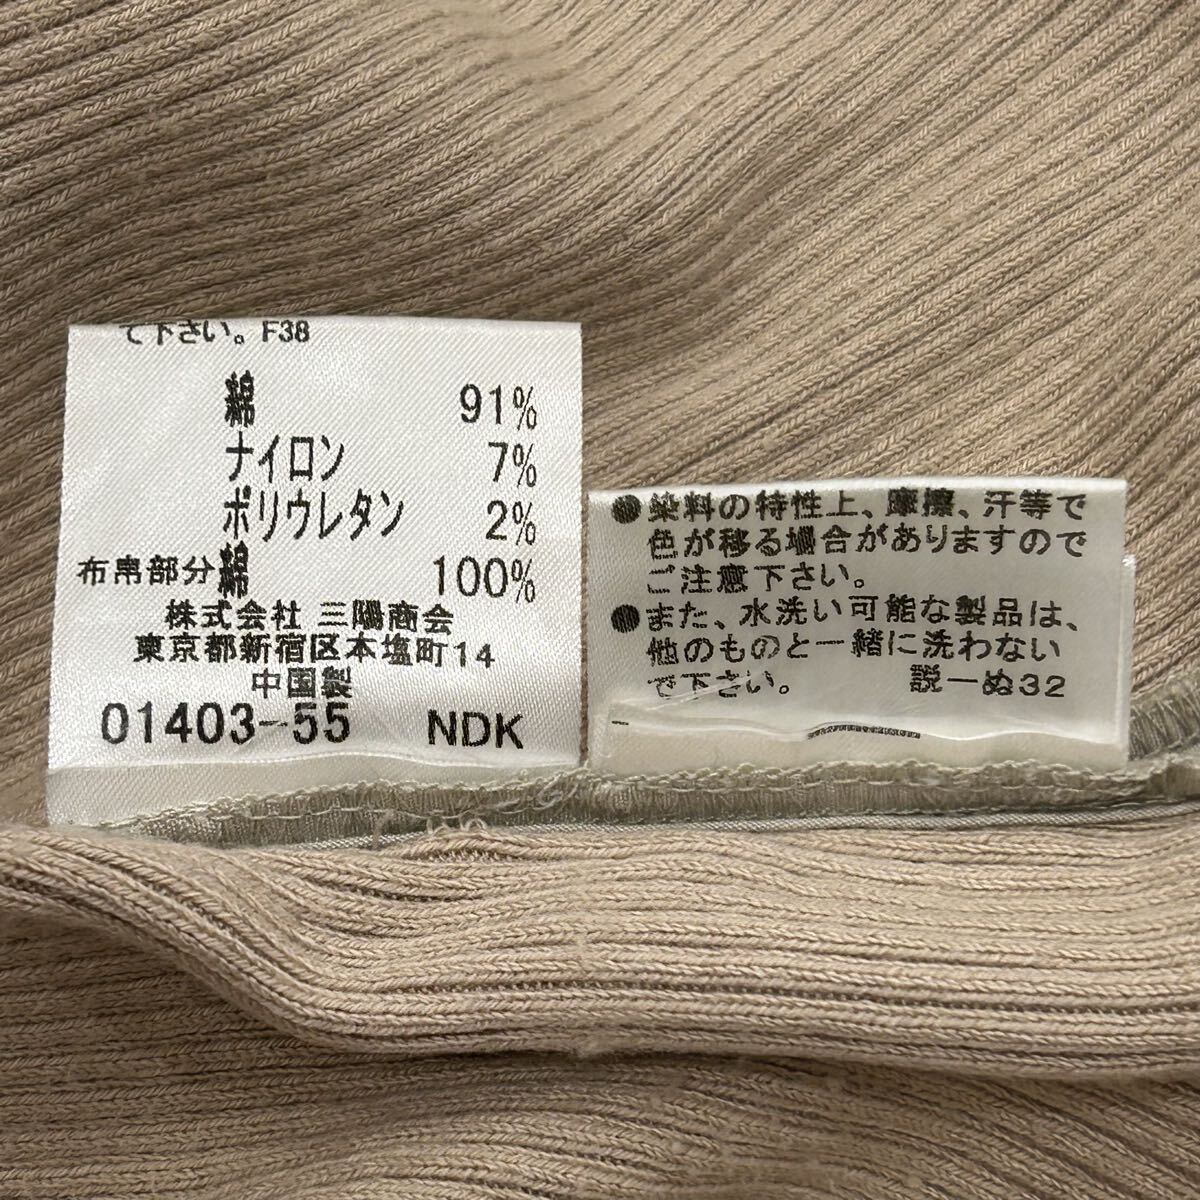 て下さい。F38
綿 91%
ナイロン 7%
ポリウレタン 2%
布帛部分綿 100%
株式会社 三陽商会
東京都新宿区本塩町14
中国製
01403-55 NDK
●染料の特性上、摩擦、汗等で
色が移る場合がありますので
ご注意下さい。
●また、水洗い可能な製品は、
他のものと一緒に洗わない
で下さい。 説ーぬ32